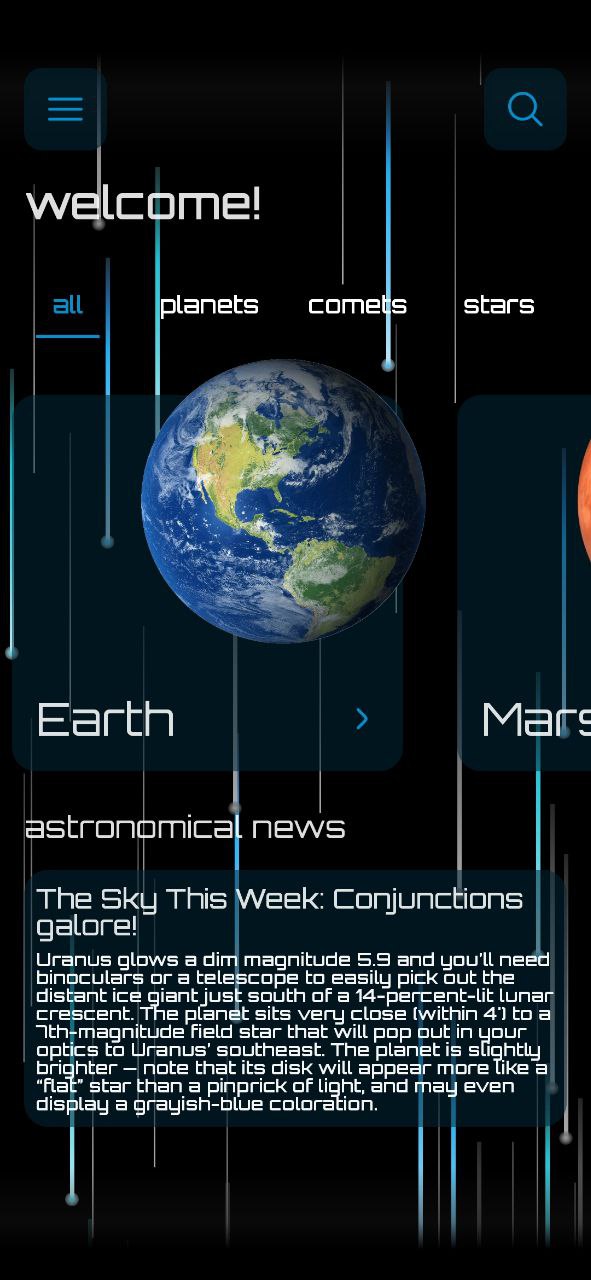 welcome!
all planets comets stars
Earth
Mars
astronomical news
The Sky This Week: Conjunctions
galore!
Uranus glows a dim magnitude 5.9 and you'll need
binoculars or a telescope to easily pick out the
distant ice giant just south of a 14-percent-lit lunar
crescent. The planet sits very close (within 4') to a
7th-magnitude field star that will pop out in your
optics to Uranus' southeast. The planet is slightly
brighter — note that its disk will appear more like a
“flat” star than a pinprick of light, and may even
display a grayish-blue coloration.